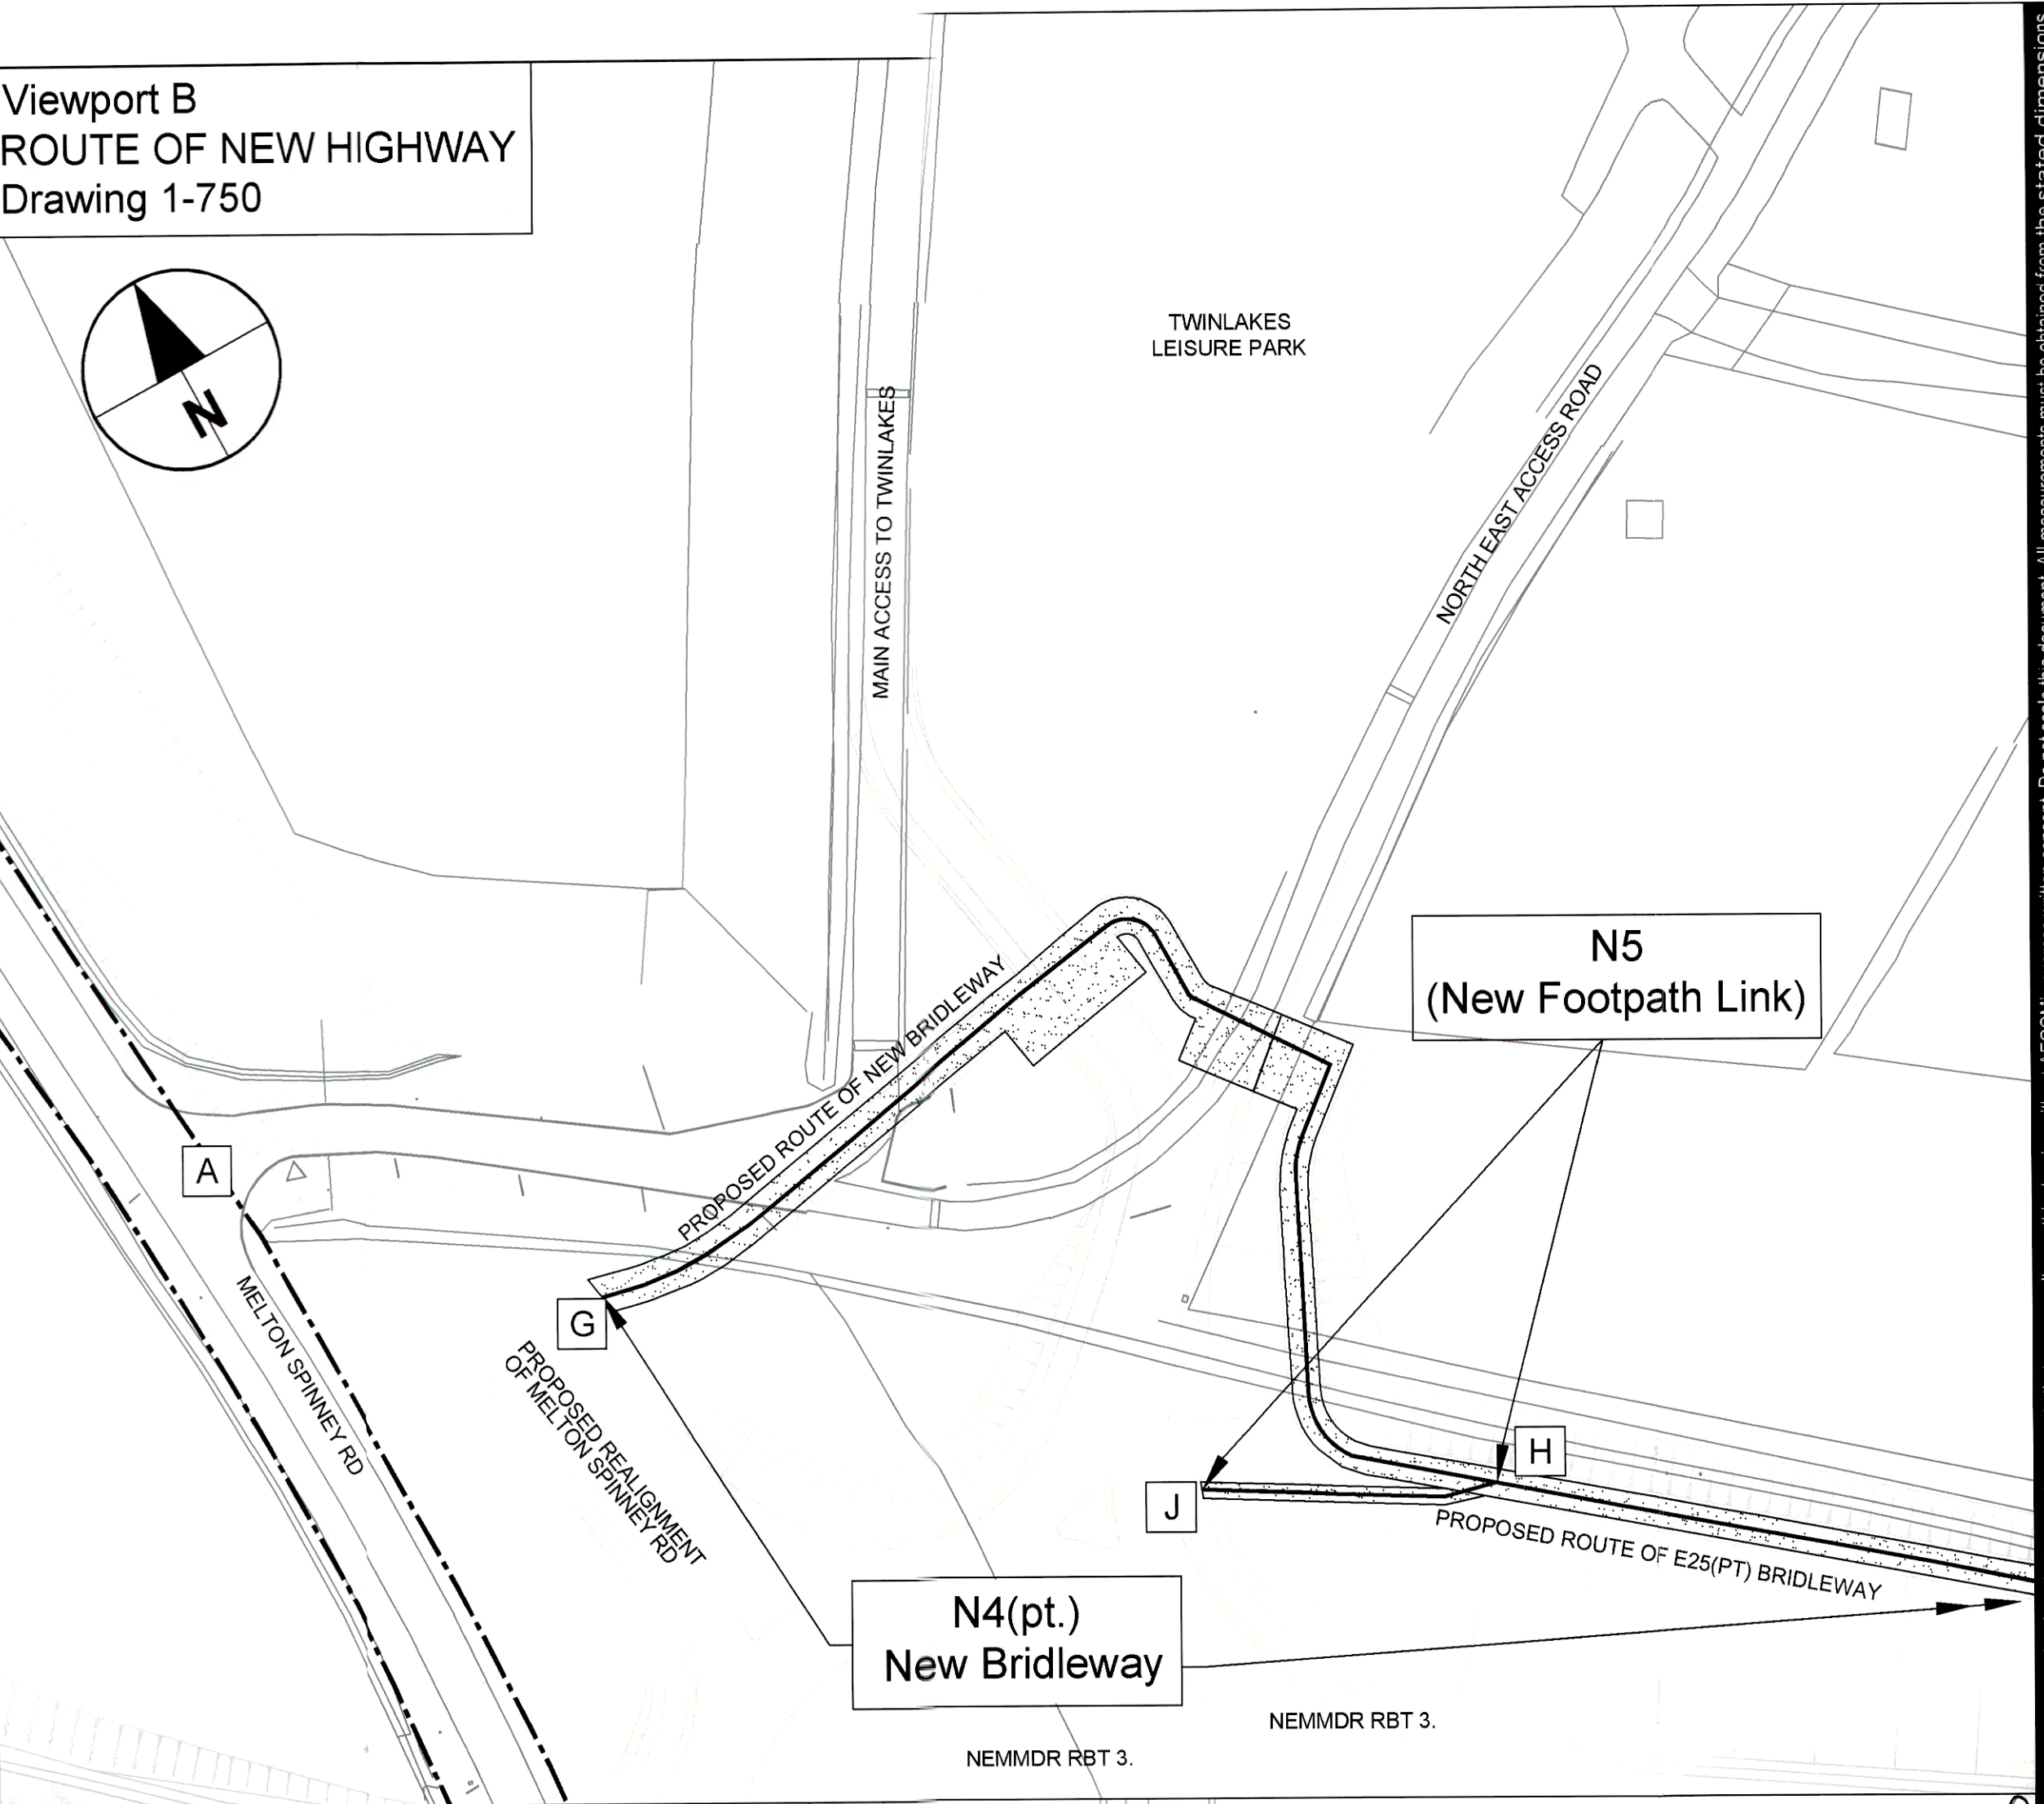 Viewport B
ROUTE OF NEW HIGHWAY
Drawing 1-750
N
TWINLAKES
LEISURE PARK
MAIN ACCESS TO TWINLAKES
NORTH EAST ACCESS ROAD
N5
(New Footpath Link)
PROPOSED ROUTE OF NEW BRIDLEWAY
A
G
MELTON SPINNEY RD
PROPOSED REALIGNMENT
OF MELTON SPINNEY RD
H
J
PROPOSED ROUTE OF E25(PT) BRIDLEWAY
N4(pt.)
New Bridleway
NEMMDR RBT 3.
NEMMDR RBT 3.